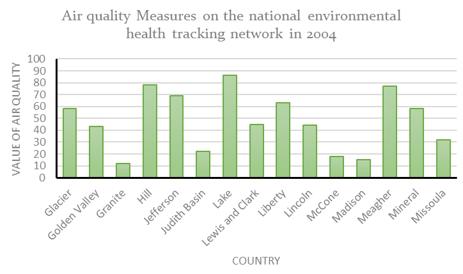 Air quality Measures on the national environmental
health tracking network in 2004
VALUE OF AIR QUALITY
100
90
80
70
60
50
40
30
20
10
0
Glacier
Golden Valley
Granite
Hill
Jefferson
Judith Basin
Lake
Lewis and Clark
Liberty
Lincoln
McCone
Madison
Meagher
Mineral
Missoula
COUNTRY